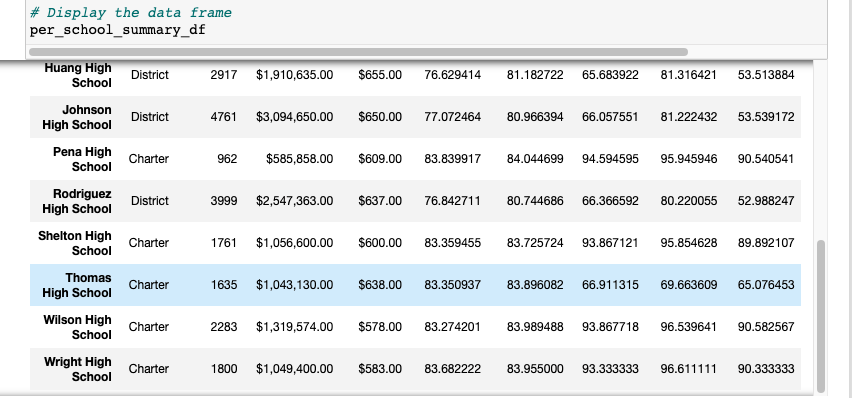 # Display the data frame
per_school_summary_df
Huang High School District 2917 $1,910,635.00 $655.00 76.629414 81.182722 65.683922 81.316421 53.513884
Johnson High School District 4761 $3,094,650.00 $650.00 77.072464 80.966394 66.057551 81.222432 53.539172
Pena High School Charter 962 $585,858.00 $609.00 83.839917 84.044699 94.594595 95.945946 90.540541
Rodriguez High School District 3999 $2,547,363.00 $637.00 76.842711 80.744686 66.366592 80.220055 52.988247
Shelton High School Charter 1761 $1,056,600.00 $600.00 83.359455 83.725724 93.867121 95.854628 89.892107
Thomas High School Charter 1635 $1,043,130.00 $638.00 83.350937 83.896082 66.911315 69.663609 65.076453
Wilson High School Charter 2283 $1,319,574.00 $578.00 83.274201 83.989488 93.867718 96.539641 90.582567
Wright High School Charter 1800 $1,049,400.00 $583.00 83.682222 83.955000 93.333333 96.611111 90.333333